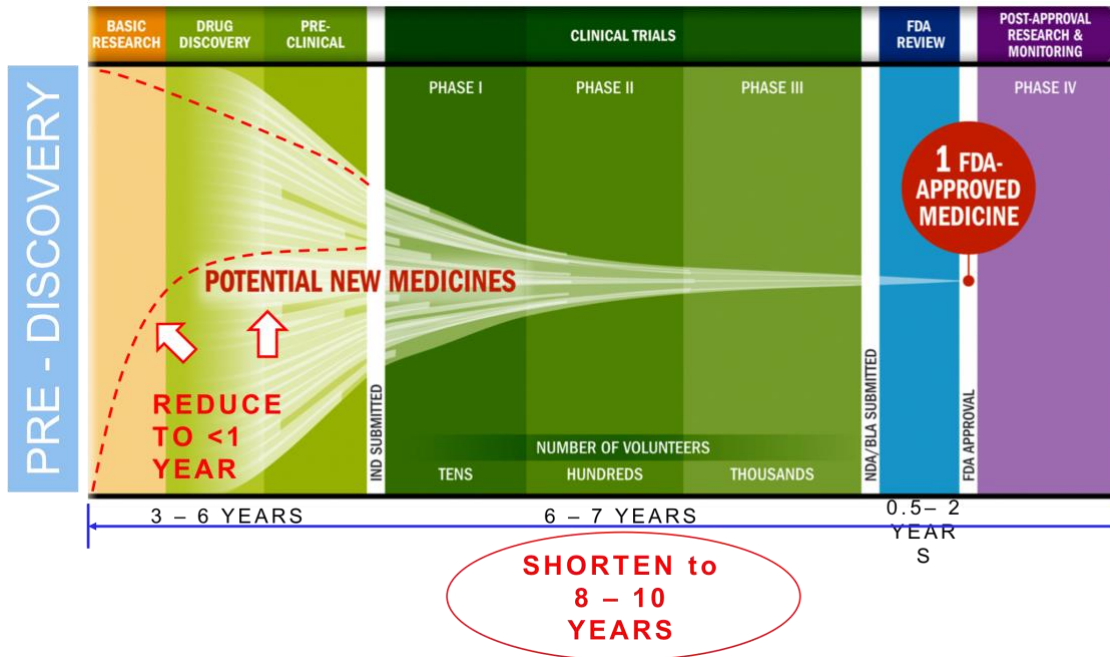 BASIC
RESEARCH
DRUG
DISCOVERY
PRE-
CLINICAL
CLINICAL TRIALS
FDA
REVIEW
POST-APPROVAL
RESEARCH &
MONITORING
PRE - DISCOVERY
PHASE I
PHASE II
PHASE III
PHASE IV
1 FDA-
APPROVED
MEDICINE
POTENTIAL NEW MEDICINES
REDUCE
TO <1
YEAR
IND SUBMITTED
NDA/BLA SUBMITTED
FDA APPROVAL
NUMBER OF VOLUNTEERS
TENS
HUNDREDS
THOUSANDS
3 – 6 YEARS
6 – 7 YEARS
0.5– 2
YEAR
S
SHORTEN to
8 – 10
YEARS